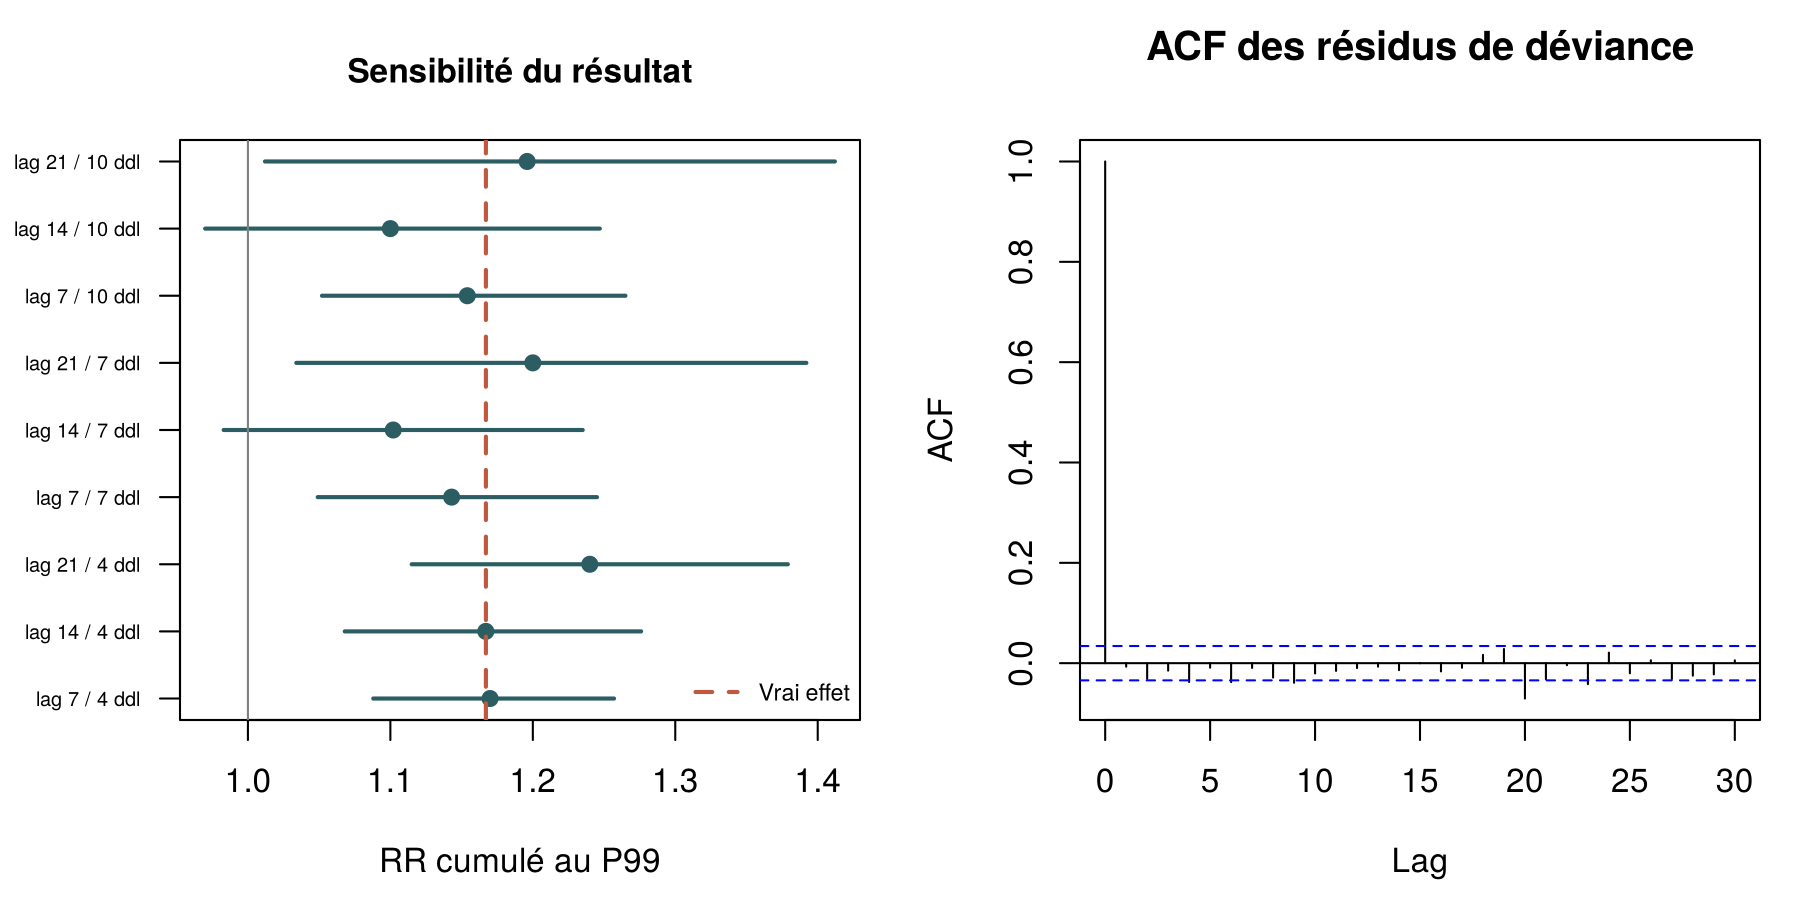 Sensibilité du résultat
lag 21 / 10 ddl
lag 14 / 10 ddl
lag 7 / 10 ddl
lag 21 / 7 ddl
lag 14 / 7 ddl
lag 7 / 7 ddl
lag 21 / 4 ddl
lag 14 / 4 ddl
lag 7 / 4 ddl
Vrai effet
1.0 1.1 1.2 1.3 1.4
RR cumulé au P99
ACF des résidus de déviance
ACF
1.0
0.8
0.6
0.4
0.2
0.0
0 5 10 15 20 25 30
Lag